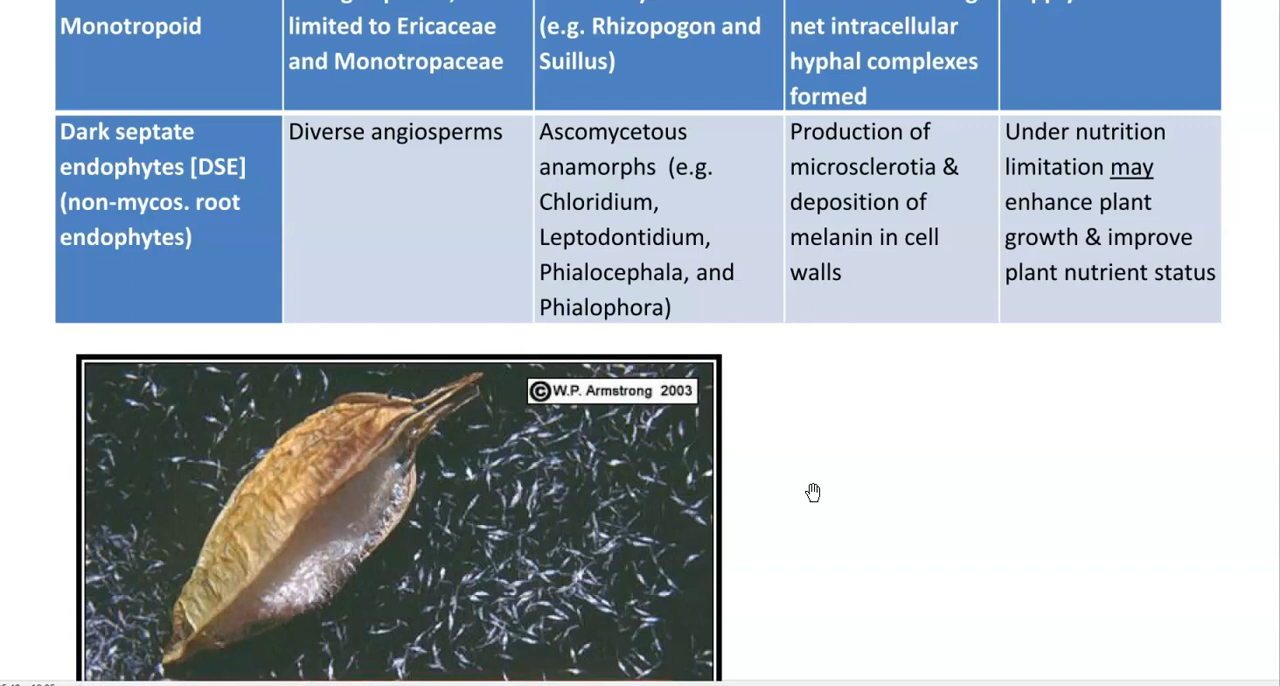 Monotropoid
limited to Ericaceae
and Monotropaceae
(e.g. Rhizopogon and
Suillus)
net intracellular
hyphal complexes
formed
Dark septate
endophytes [DSE]
(non-mycos. root
endophytes)
Diverse angiosperms
Ascomycetous
anamorphs (e.g.
Chloridium,
Leptodontidium,
Phialocephala, and
Phialophora)
Production of
microsclerotia &
deposition of
melanin in cell
walls
Under nutrition
limitation may
enhance plant
growth & improve
plant nutrient status
© W.P. Armstrong 2003